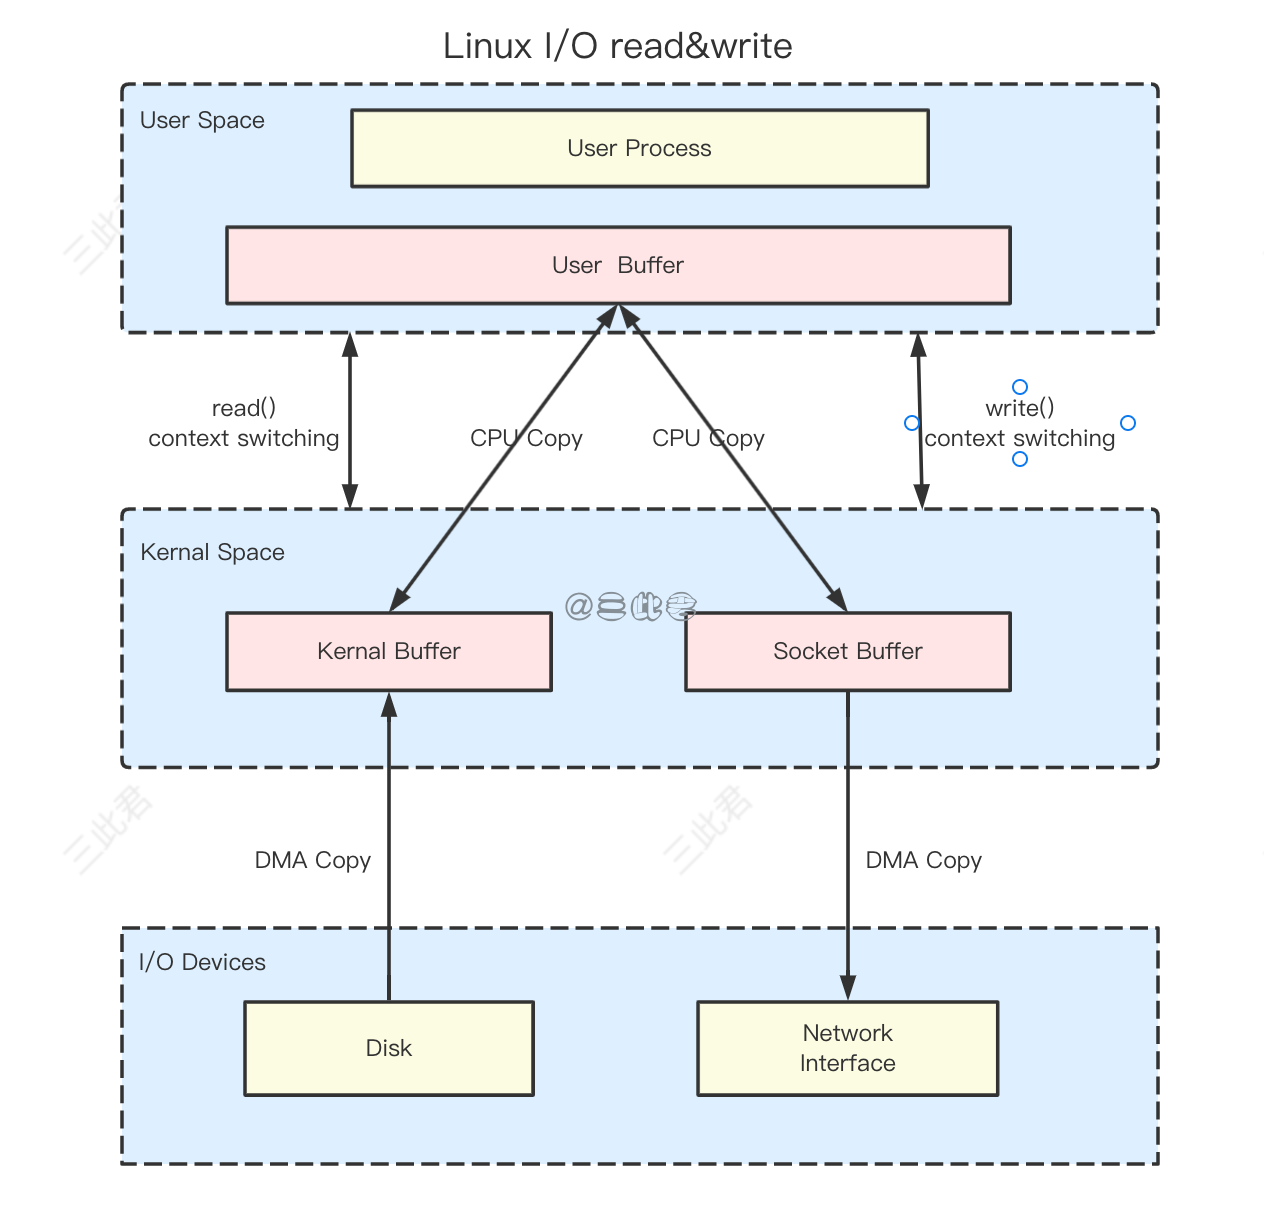 Linux I/O read&write
User Space
User Process
三此君
User Buffer
read()
context switching
CPU Copy
CPU Copy
write()
context switching
Kernal Space
@三此君
Kernal Buffer
Socket Buffer
三此君
三此君
DMA Copy
DMA Copy
I/O Devices
Disk
Network
Interface